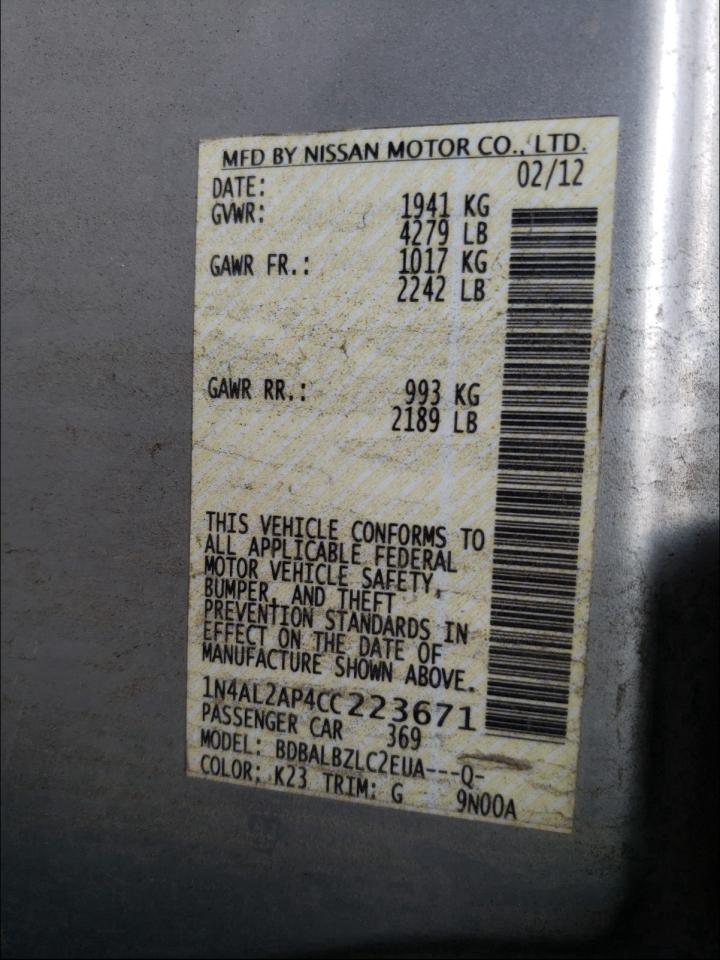 MFD BY NISSAN MOTOR CO., LTD.
DATE: 02/12
GVWR: 1941 KG
4279 LB
GAWR FR.: 1017 KG
2242 LB
GAWR RR.: 993 KG
2189 LB
THIS VEHICLE CONFORMS TO
ALL APPLICABLE FEDERAL
MOTOR VEHICLE SAFETY,
BUMPER, AND THEFT
PREVENTION STANDARDS IN
EFFECT ON THE DATE OF
MANUFACTURE SHOWN ABOVE.
1N4AL2AP4CC223671
PASSENGER CAR 369
MODEL: BDBALBZLC2EUA---Q-
COLOR: K23 TRIM: G 9N00A